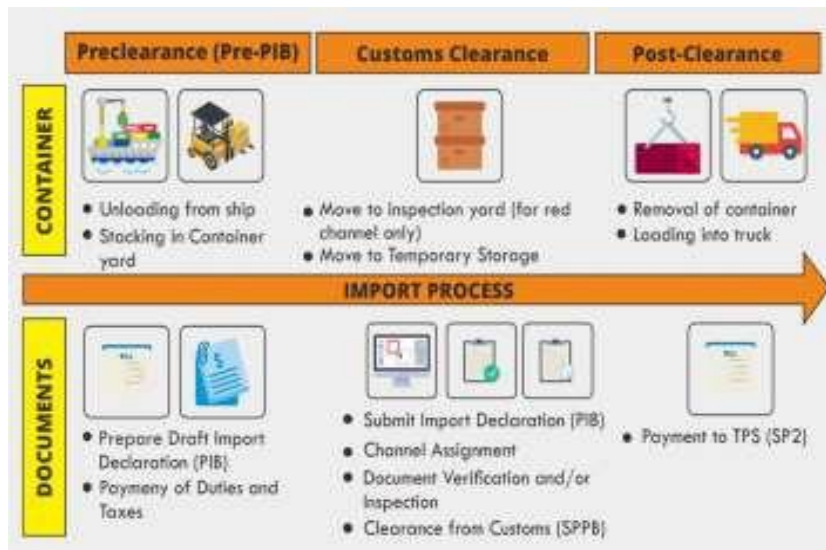 Preclearance (Pre-PIB)
Customs Clearance
Post-Clearance
CONTAINER
• Unloading from ship
• Stacking in Container
yard
• Move to inspection yard (for red
channel only)
• Move to Temporary Storage
• Removal of container
• Loading into truck
IMPORT PROCESS
DOCUMENTS
BILL
• Prepare Draft Import
Declaration (PIB)
• Paymeny of Duties and
Taxes
• Submit Import Declaration (PIB)
• Channel Assignment
• Document Verification and/or
Inspection
• Clearance from Customs (SPPB)
BILL
• Payment to TPS (SP2)